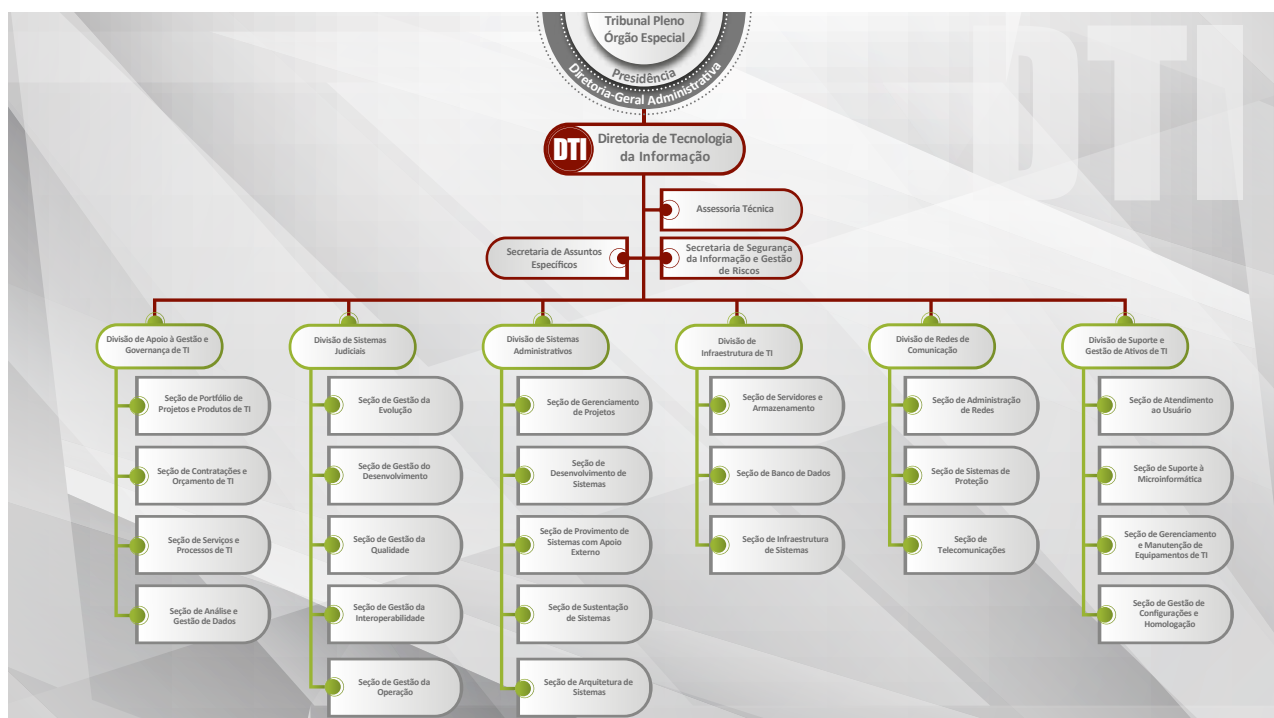 Tribunal Pleno
Órgão Especial
Presidência
Diretoria-Geral Administrativa
DTI
DTI
Diretoria de Tecnologia
da Informação
Assessoria Técnica
Secretaria de Assuntos
Específicos
Secretaria de Segurança
da Informação e Gestão
de Riscos
Divisão de Apoio à Gestão e
Governança de TI
Seção de Portfólio de
Projetos e Produtos de TI
Seção de Contratações e
Orçamento de TI
Seção de Serviços e
Processos de TI
Seção de Análise e
Gestão de Dados
Divisão de Sistemas
Judiciais
Seção de Gestão da
Evolução
Seção de Gestão do
Desenvolvimento
Seção de Gestão da
Qualidade
Seção de Gestão da
Interoperabilidade
Seção de Gestão da
Operação
Divisão de Sistemas
Administrativos
Seção de Gerenciamento
de Projetos
Seção de
Desenvolvimento de
Sistemas
Seção de Provimento de
Sistemas com Apoio
Externo
Seção de Sustentação
de Sistemas
Seção de Arquitetura de
Sistemas
Divisão de
Infraestrutura de TI
Seção de Servidores e
Armazenamento
Seção de Banco de Dados
Seção de Infraestrutura
de Sistemas
Divisão de Redes de
Comunicação
Seção de Administração
de Redes
Seção de Sistemas de
Proteção
Seção de
Telecomunicações
Divisão de Suporte e
Gestão de Ativos de TI
Seção de Atendimento
ao Usuário
Seção de Suporte à
Microinformática
Seção de Gerenciamento
e Manutenção de
Equipamentos de TI
Seção de Gestão de
Configurações e
Homologação